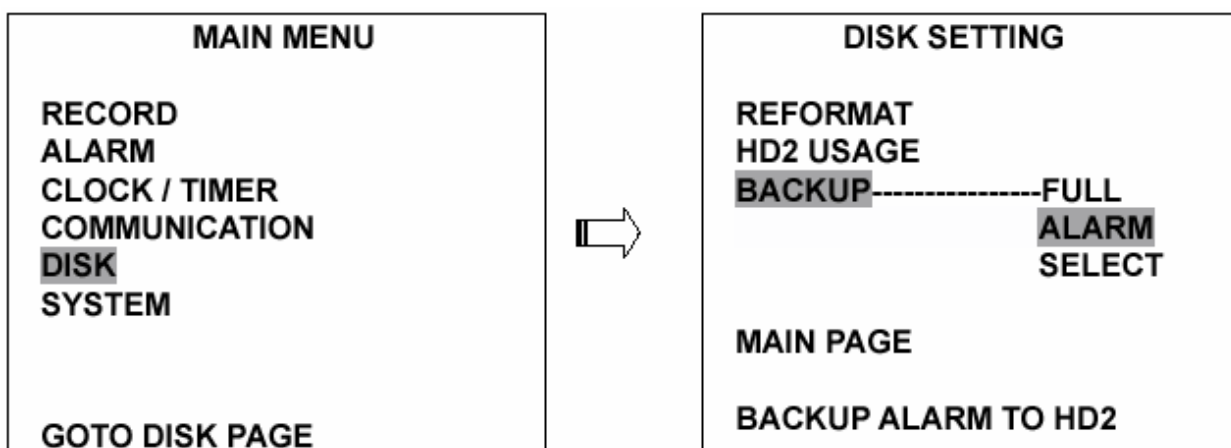 MAIN MENU
RECORD
ALARM
CLOCK / TIMER
COMMUNICATION
DISK
SYSTEM
GOTO DISK PAGE
DISK SETTING
REFORMAT
HD2 USAGE
BACKUP----------------FULL
ALARM
SELECT
MAIN PAGE
BACKUP ALARM TO HD2